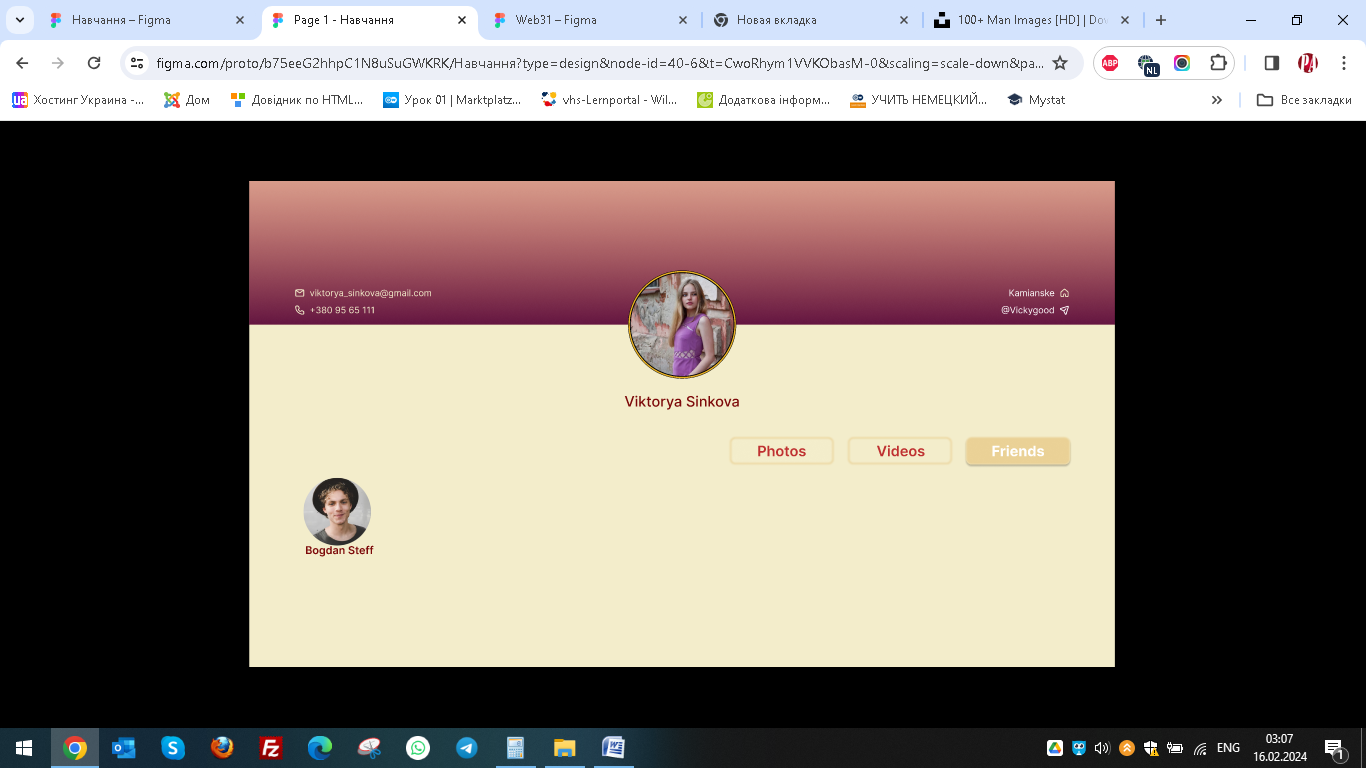 Навчання – Figma
Page 1 - Навчання
Web31 – Figma
Новая вкладка
100+ Man Images [HD] | Dov
figma.com/proto/b75eeG2hhpC1N8uSuGWKRK/Навчання?type=design&node-id=40-6&t=CwoRhym1VVKObasM-0&scaling=scale-down&pa...
ABP
NL
Хостинг Украина -...
Дом
Довідник по HTML...
Урок 01 | Marktplatz...
vhs-Lernportal - Wil...
Додаткова інформ...
УЧИТЬ НЕМЕЦКИЙ...
Mystat
Все закладки
viktorya_sinkova@gmail.com
+380 95 65 111
Kamianske
@Vickygood
Viktorya Sinkova
Photos
Videos
Friends
Bogdan Steff
ENG
03:07
16.02.2024
1